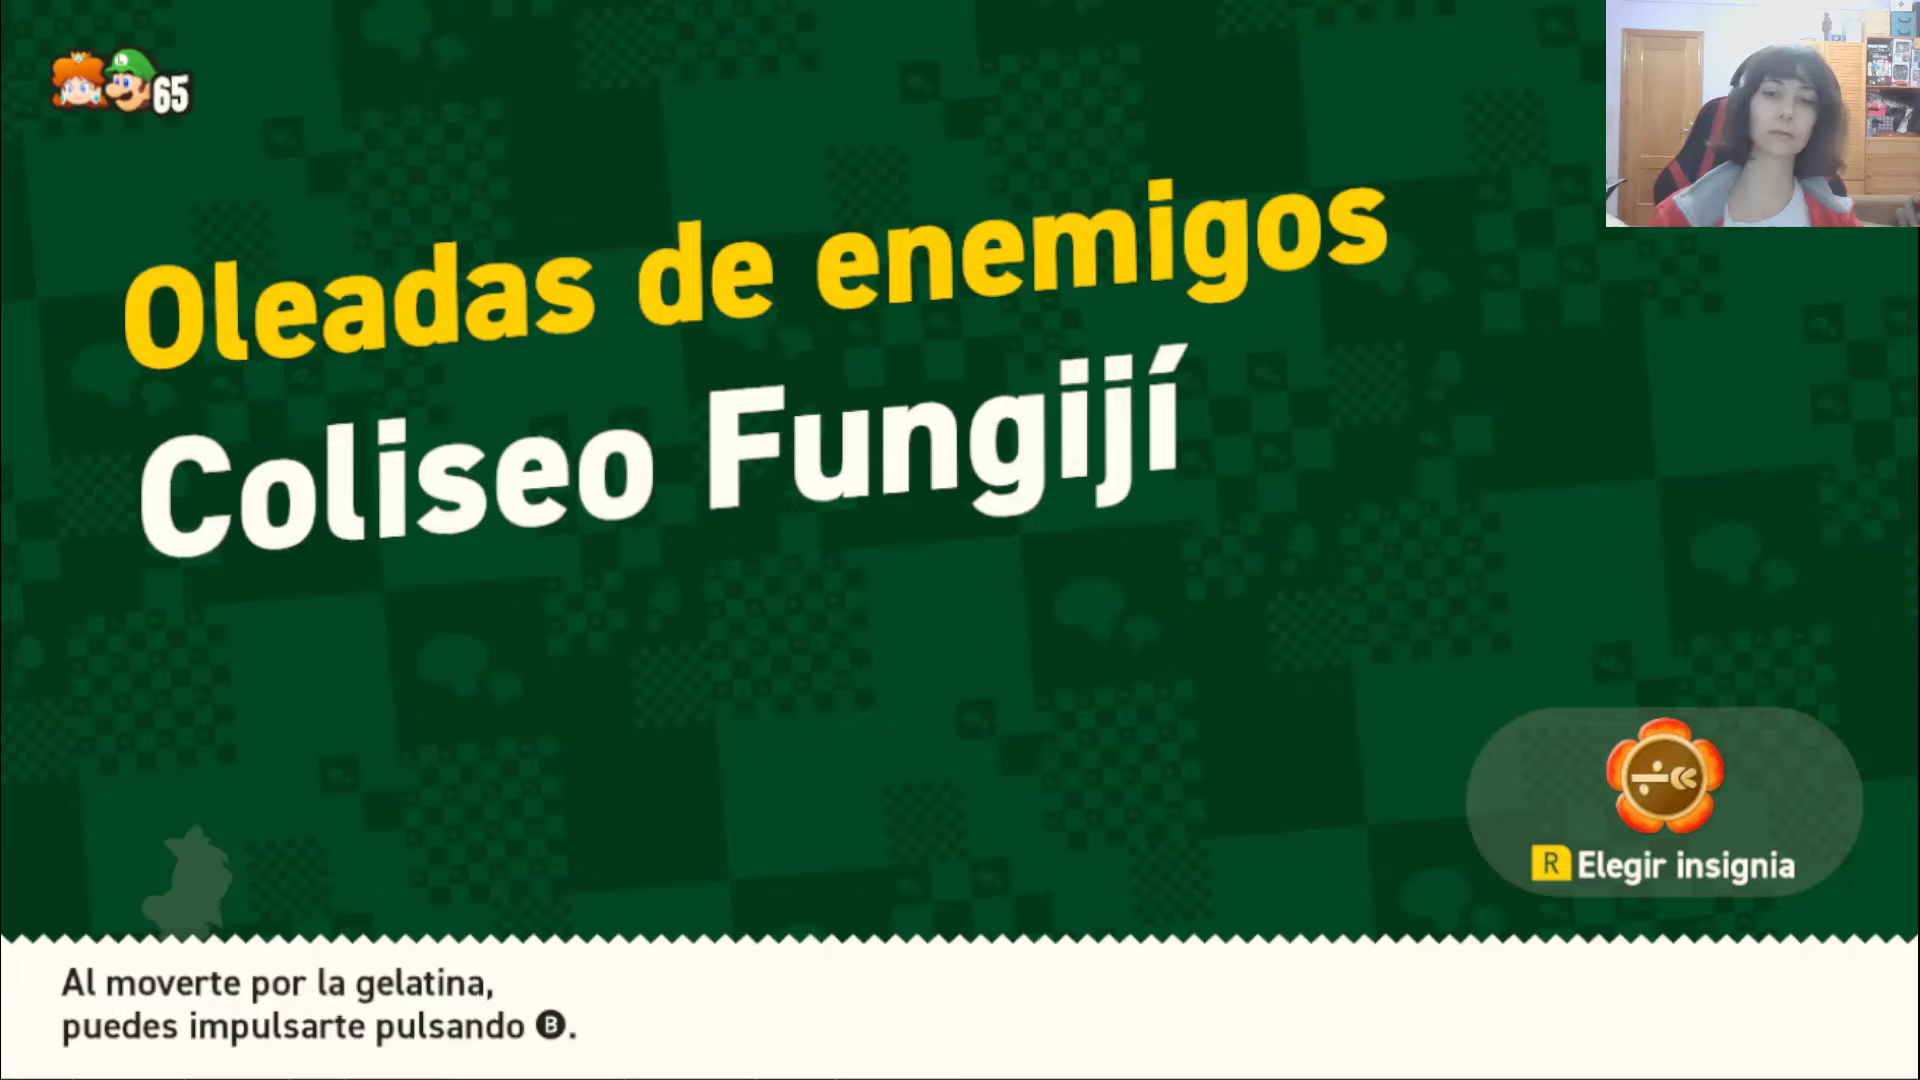 65
Oleadas de enemigos
Coliseo Fungijí
R Elegir insignia
Al moverte por la gelatina,
puedes impulsarte pulsando B.